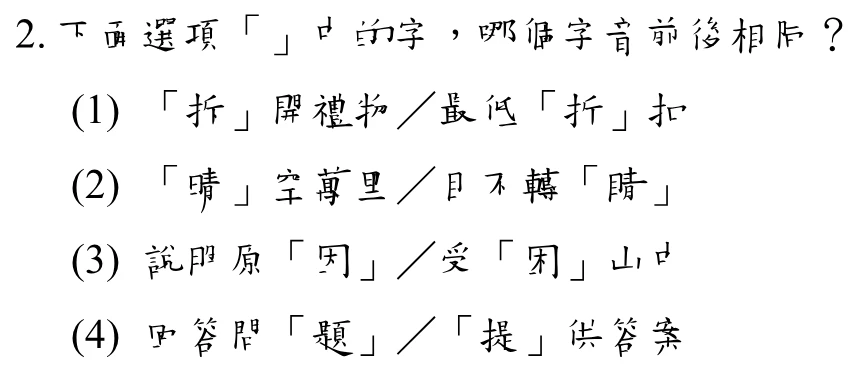 2. 下面選項「」中的字，哪個字音前後相同？
(1) 「折」開禮物／最低「折」扣
(2) 「晴」空萬里／目不轉「睛」
(3) 說明原「因」／受「困」山中
(4) 回答問「題」／「提」供答案